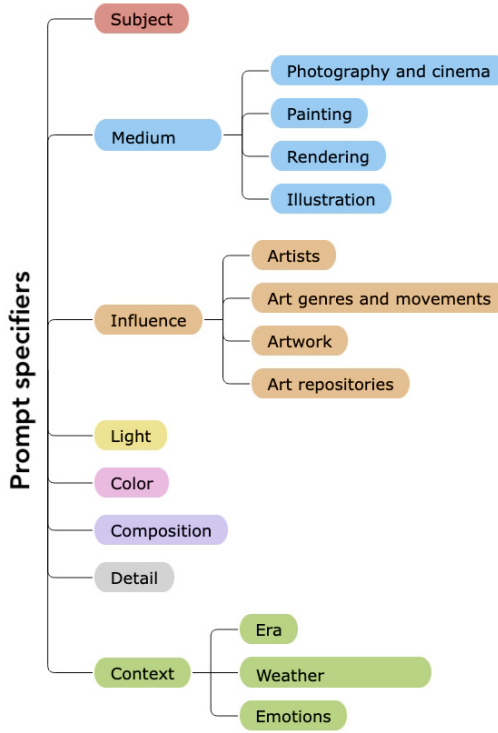 Prompt specifiers
Subject
Medium
Photography and cinema
Painting
Rendering
Illustration
Influence
Artists
Art genres and movements
Artwork
Art repositories
Light
Color
Composition
Detail
Context
Era
Weather
Emotions